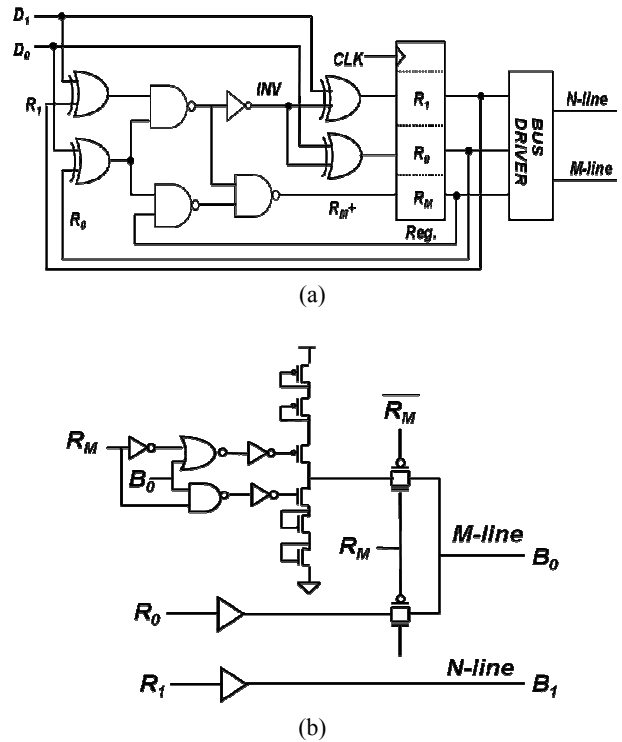 D1
D0
R1
R0
INV
CLK
R1
R0
RM
RM+
Reg.
BUS DRIVER
N-line
M-line
(a)
RM
B0
RM
RM
M-line
B0
R0
R1
N-line
B1
(b)